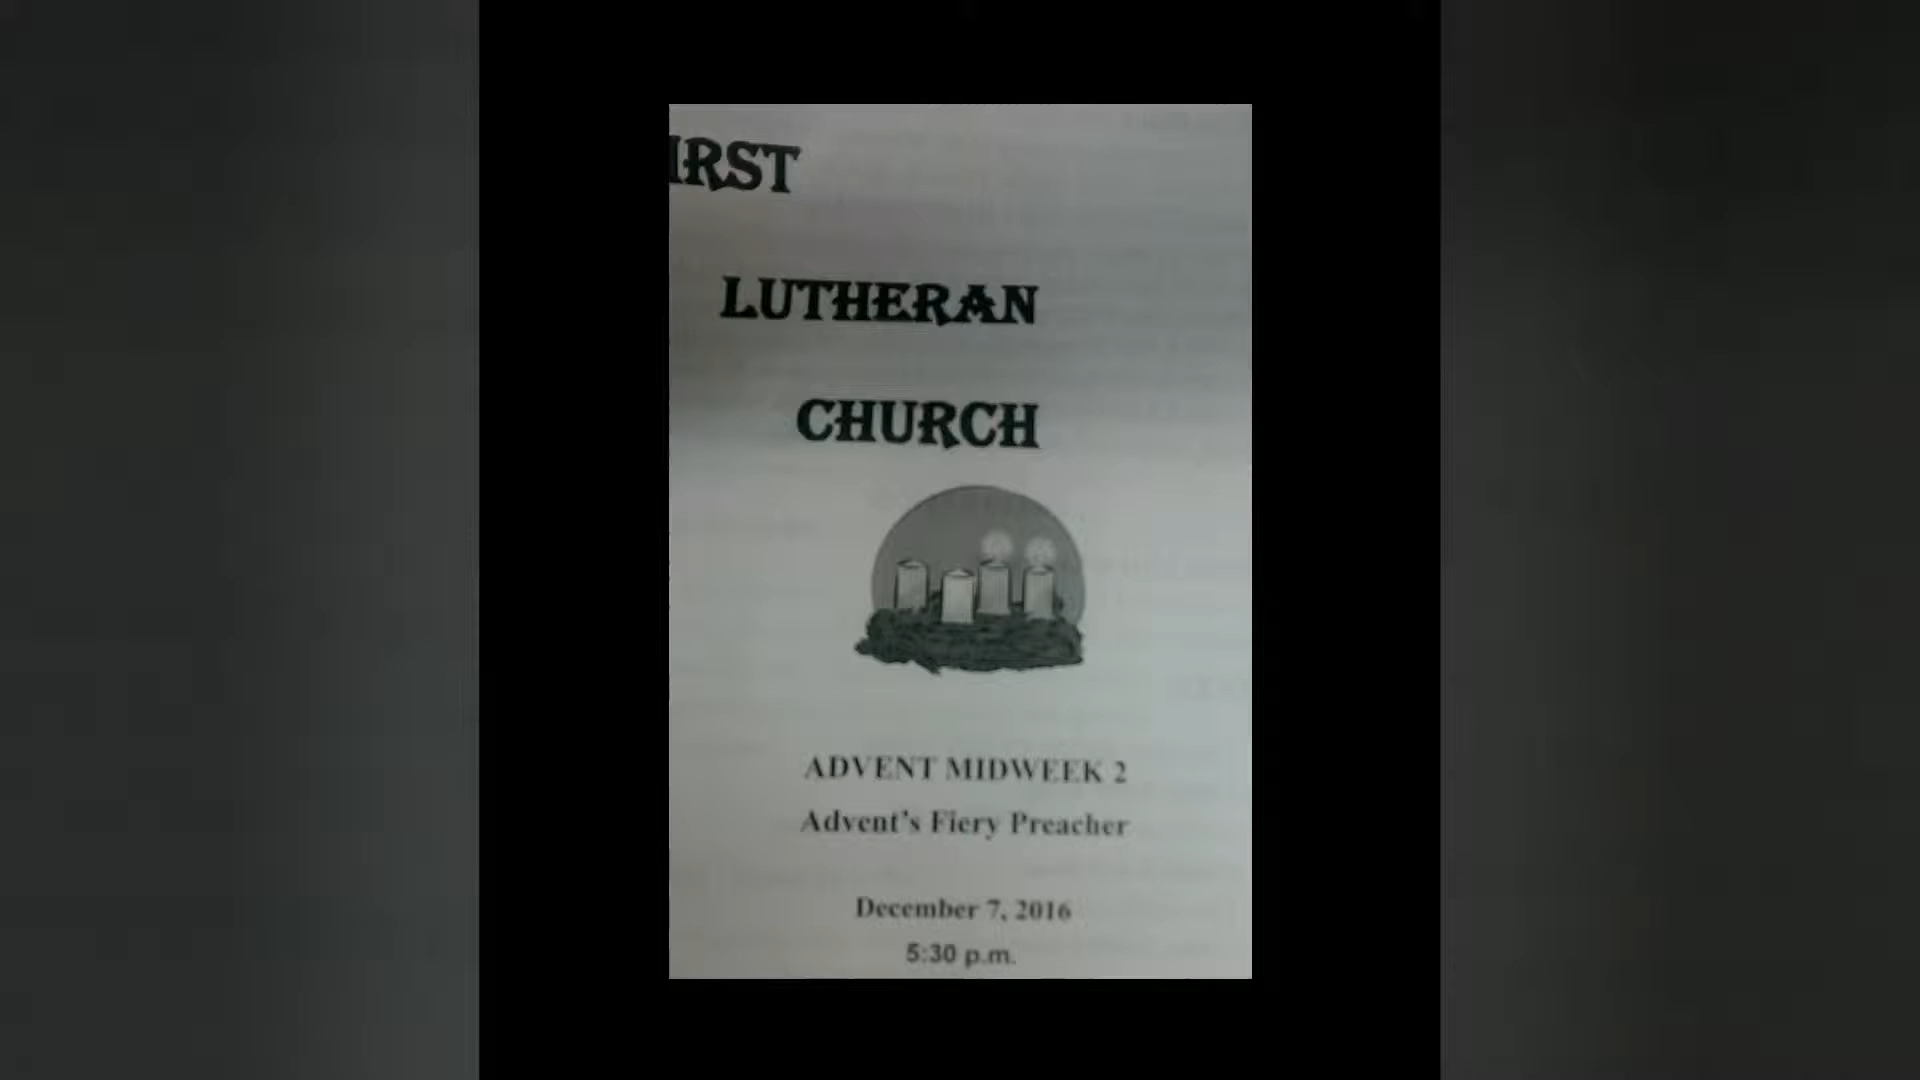 IRST
LUTHERAN
CHURCH
ADVENT MIDWEEK 2
Advent's Fiery Preacher
December 7, 2016
5:30 p.m.